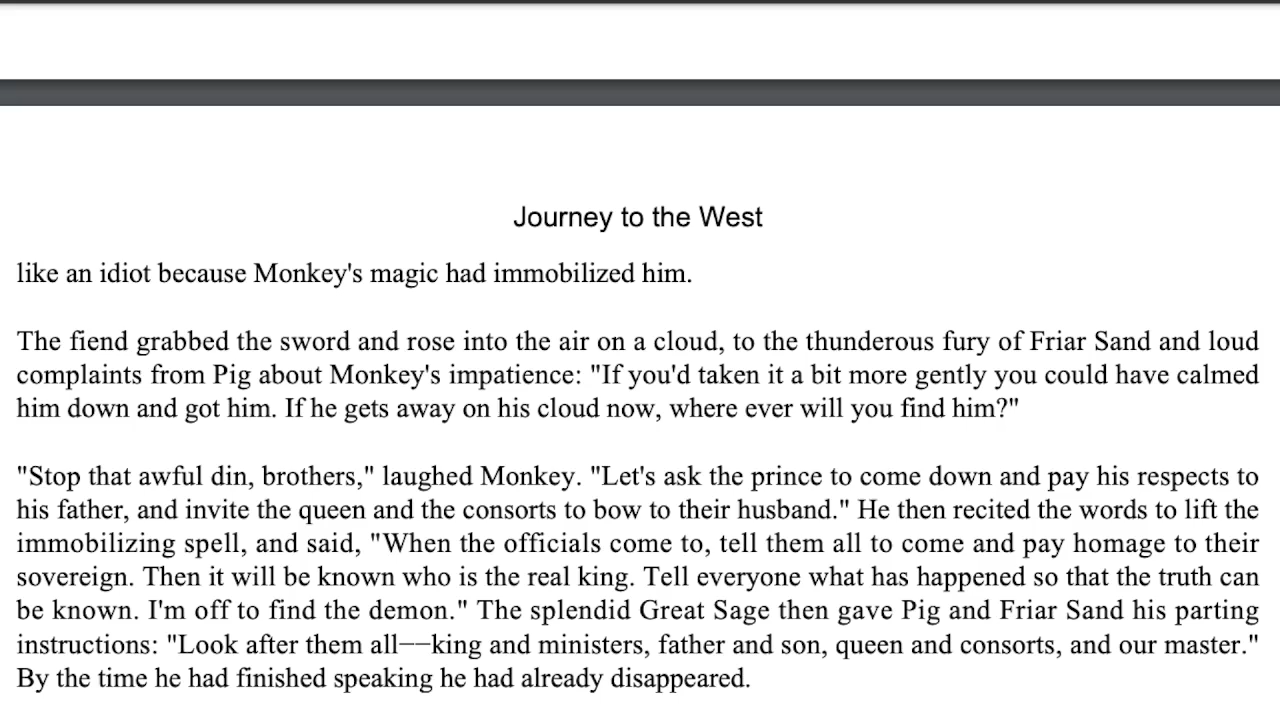 Journey to the West
like an idiot because Monkey's magic had immobilized him.
The fiend grabbed the sword and rose into the air on a cloud, to the thunderous fury of Friar Sand and loud
complaints from Pig about Monkey's impatience: "If you'd taken it a bit more gently you could have calmed
him down and got him. If he gets away on his cloud now, where ever will you find him?"
"Stop that awful din, brothers," laughed Monkey. "Let's ask the prince to come down and pay his respects to
his father, and invite the queen and the consorts to bow to their husband." He then recited the words to lift the
immobilizing spell, and said, "When the officials come to, tell them all to come and pay homage to their
sovereign. Then it will be known who is the real king. Tell everyone what has happened so that the truth can
be known. I'm off to find the demon." The splendid Great Sage then gave Pig and Friar Sand his parting
instructions: "Look after them all−−king and ministers, father and son, queen and consorts, and our master."
By the time he had finished speaking he had already disappeared.